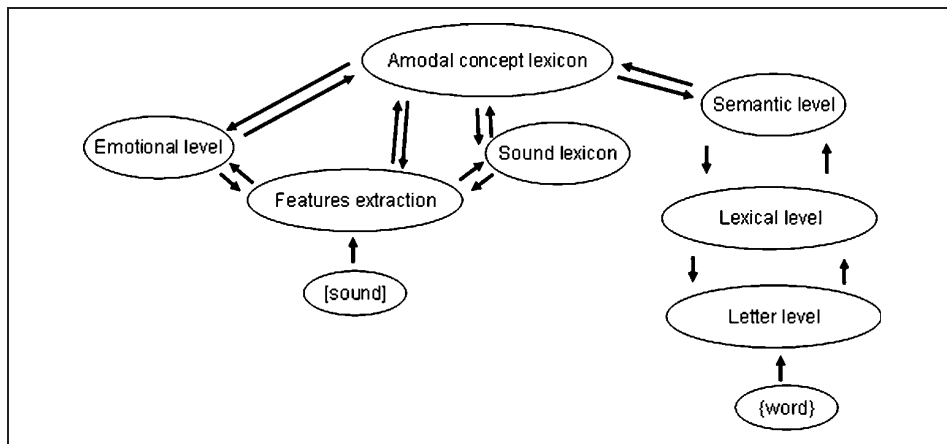 Amodal concept lexicon
Semantic level
Emotional level
Sound lexicon
Features extraction
Lexical level
[sound]
Letter level
{word}